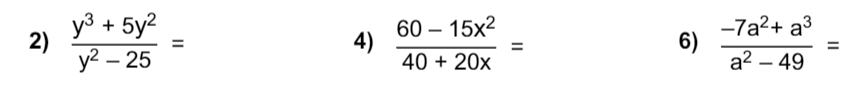 2) y³ + 5y² / y² – 25 =
4) 60 – 15x² / 40 + 20x =
6) –7a²+ a³ / a² – 49 =